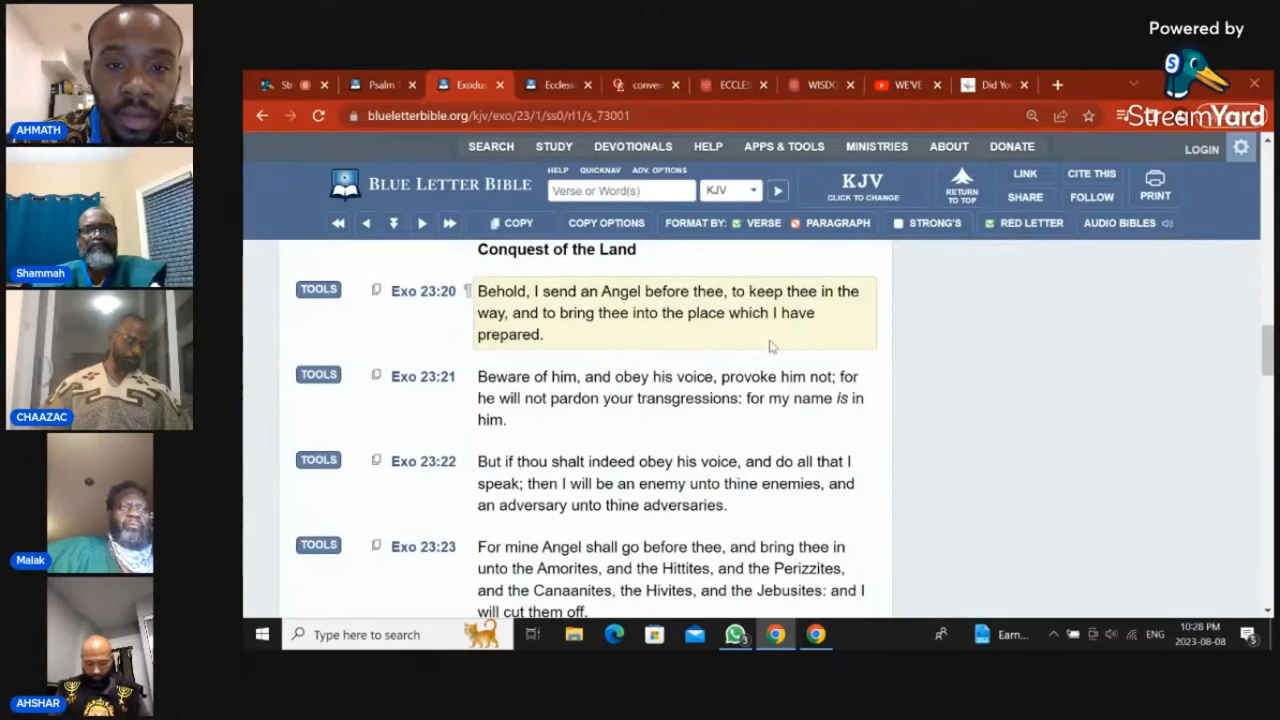 Powered by
StreamYard
AHMATH
Shammah
CHAAZAC
Malak
AHSHAR
Psalm
Exodus
Ecclesi
conver
ECCLES
WISDO
WE'VE
Did Yo
blueletterbible.org/kjv/exo/23/1/ss0/rl1/s_73001
SEARCH STUDY DEVOTIONALS HELP APPS & TOOLS MINISTRIES ABOUT DONATE LOGIN
HELP QUICKNAV ADV. OPTIONS
BLUE LETTER BIBLE
Verse or Word(s)
KJV
KJV
CLICK TO CHANGE
RETURN
TO TOP
LINK
CITE THIS
SHARE
FOLLOW
PRINT
COPY COPY OPTIONS FORMAT BY: VERSE PARAGRAPH STRONG'S RED LETTER AUDIO BIBLES
Conquest of the Land
TOOLS Exo 23:20 ¶ Behold, I send an Angel before thee, to keep thee in the
way, and to bring thee into the place which I have
prepared.
TOOLS Exo 23:21 Beware of him, and obey his voice, provoke him not; for
he will not pardon your transgressions: for my name is in
him.
TOOLS Exo 23:22 But if thou shalt indeed obey his voice, and do all that I
speak; then I will be an enemy unto thine enemies, and
an adversary unto thine adversaries.
TOOLS Exo 23:23 For mine Angel shall go before thee, and bring thee in
unto the Amorites, and the Hittites, and the Perizzites,
and the Canaanites, the Hivites, and the Jebusites: and I
will cut them off.
Type here to search
Earn...
ENG
10:28 PM
2023-08-08